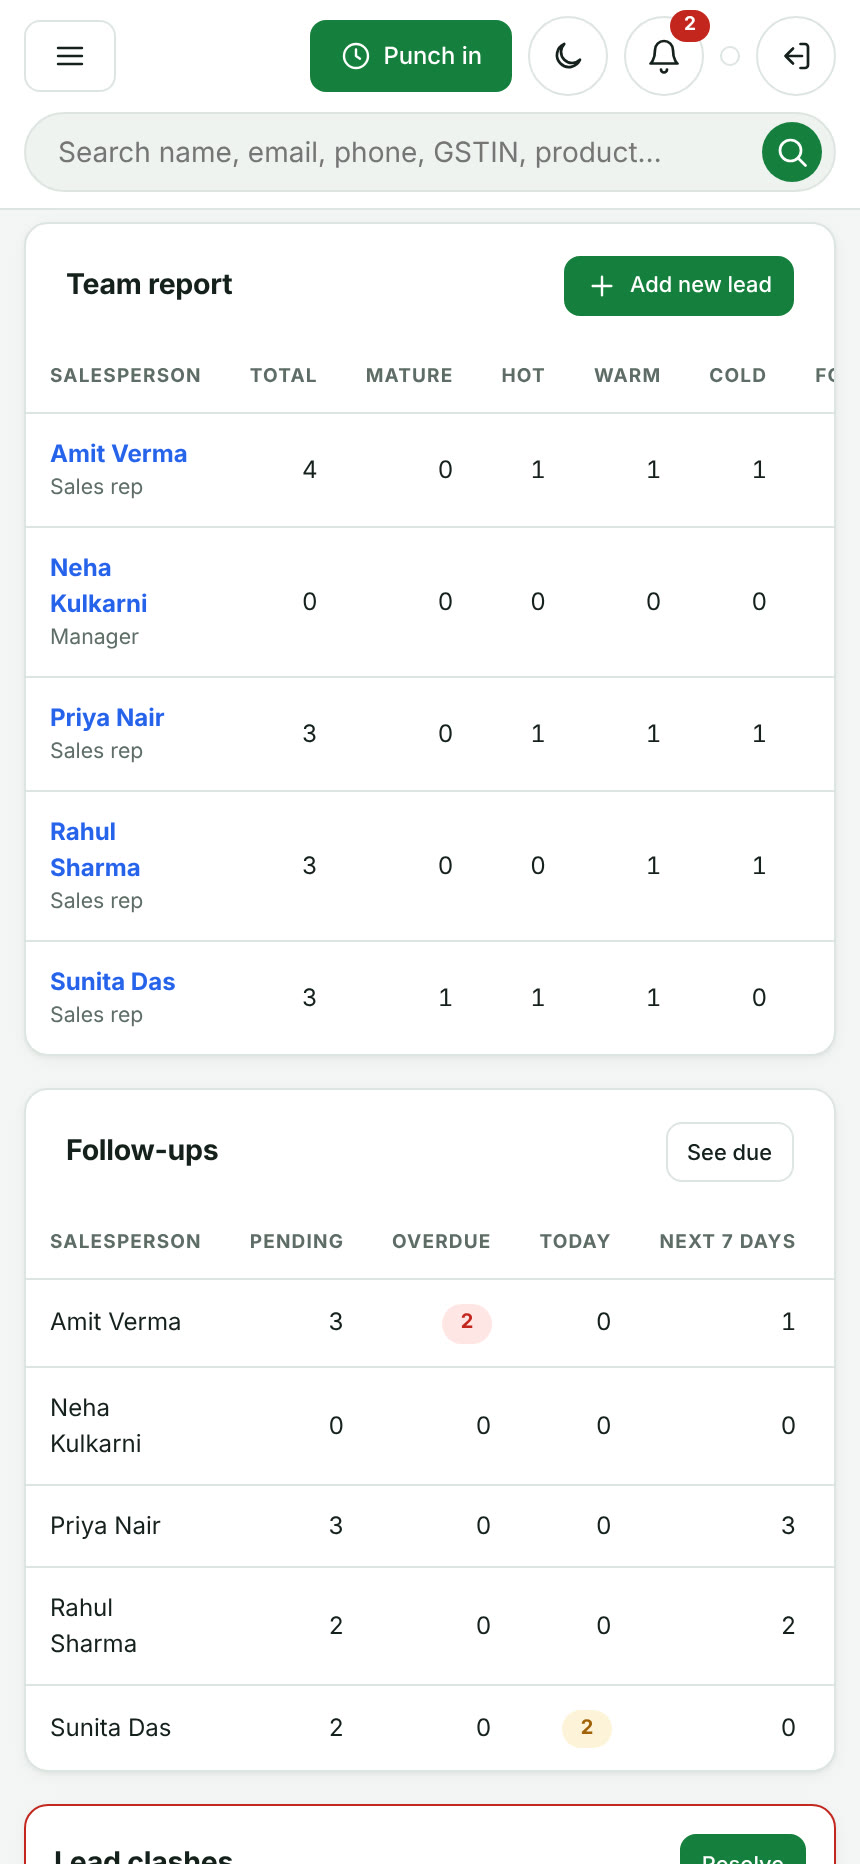 Punch in
2
Search name, email, phone, GSTIN, product...
Team report
Add new lead
SALESPERSON TOTAL MATURE HOT WARM COLD
Amit Verma
Sales rep
4 0 1 1 1
Neha
Kulkarni
Manager
0 0 0 0 0
Priya Nair
Sales rep
3 0 1 1 1
Rahul
Sharma
Sales rep
3 0 0 1 1
Sunita Das
Sales rep
3 1 1 1 0
Follow-ups
See due
SALESPERSON PENDING OVERDUE TODAY NEXT 7 DAYS
Amit Verma 3 2 0 1
Neha
Kulkarni
0 0 0 0
Priya Nair 3 0 0 3
Rahul
Sharma
2 0 0 2
Sunita Das 2 0 2 0
Lead clashes
Resolve